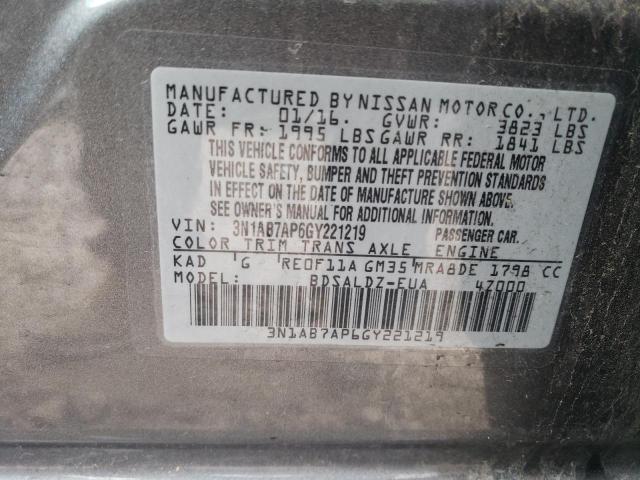 MANUFACTURED BY NISSAN MOTOR CO., LTD.
DATE: 01/16. GVWR: 3823 LBS
GAWR FR: 1995 LBS GAWR RR: 1841 LBS
THIS VEHICLE CONFORMS TO ALL APPLICABLE FEDERAL MOTOR
VEHICLE SAFETY, BUMPER AND THEFT PREVENTION STANDARDS
IN EFFECT ON THE DATE OF MANUFACTURE SHOWN ABOVE.
SEE OWNER'S MANUAL FOR ADDITIONAL INFORMATION.
VIN: 3N1AB7AP6GY221219 PASSENGER CAR.
COLOR TRIM TRANS AXLE ENGINE
KAD G RE0F11A GM35 MRA8DE 1798 CC
MODEL: BDSALDZ-EUA 47000
3N1AB7AP6GY221219